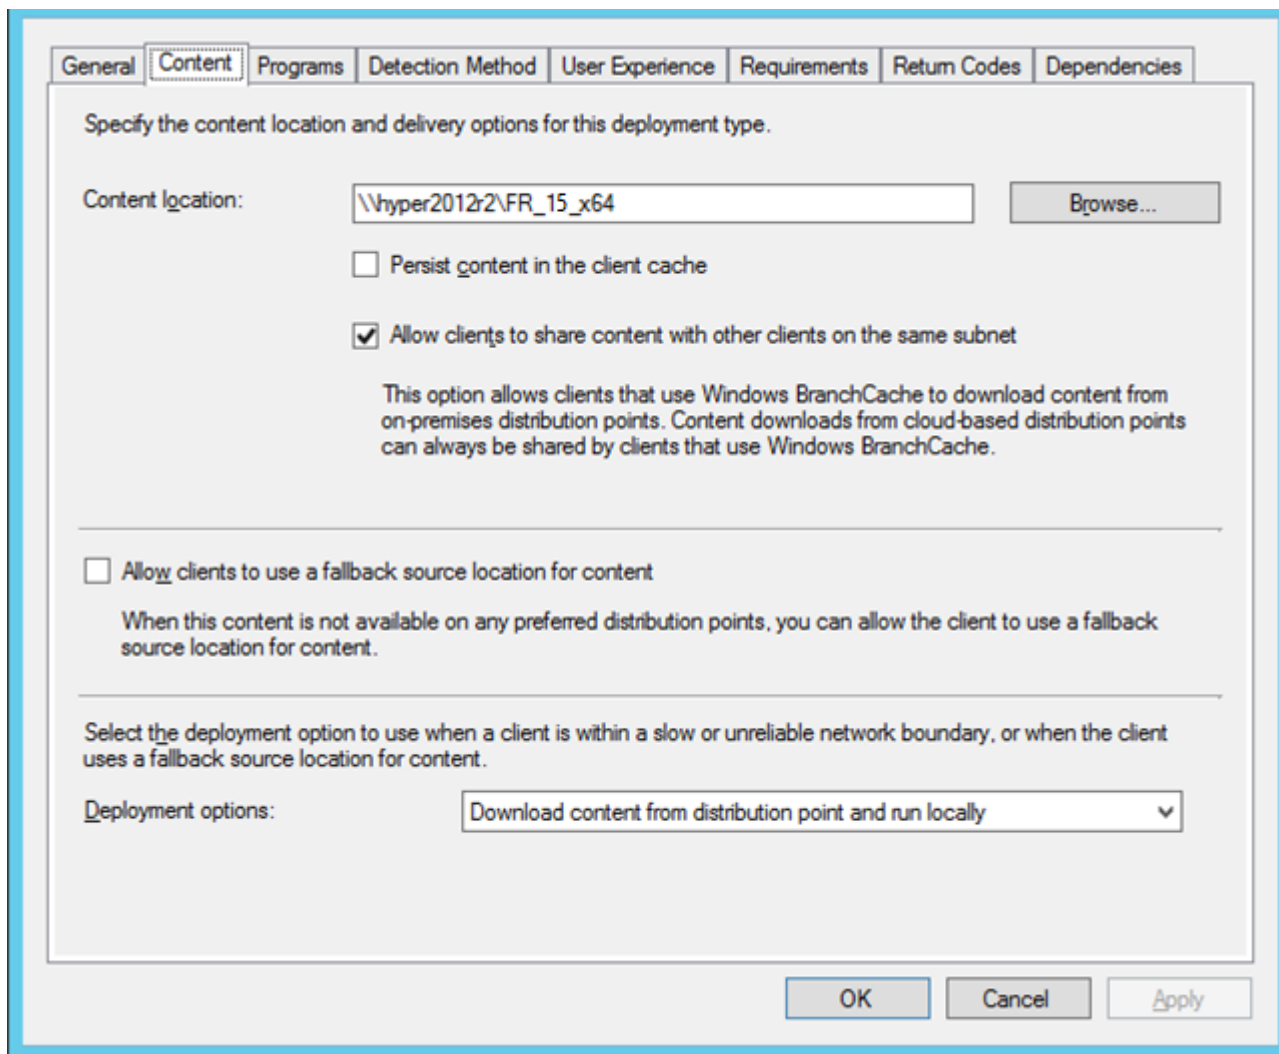 General Content Programs Detection Method User Experience Requirements Return Codes Dependencies
Specify the content location and delivery options for this deployment type.
Content location: \\hyper2012r2\FR_15_x64 Browse...
Persist content in the client cache
Allow clients to share content with other clients on the same subnet
This option allows clients that use Windows BranchCache to download content from
on-premises distribution points. Content downloads from cloud-based distribution points
can always be shared by clients that use Windows BranchCache.
Allow clients to use a fallback source location for content
When this content is not available on any preferred distribution points, you can allow the client to use a fallback
source location for content.
Select the deployment option to use when a client is within a slow or unreliable network boundary, or when the client
uses a fallback source location for content.
Deployment options: Download content from distribution point and run locally
OK Cancel Apply